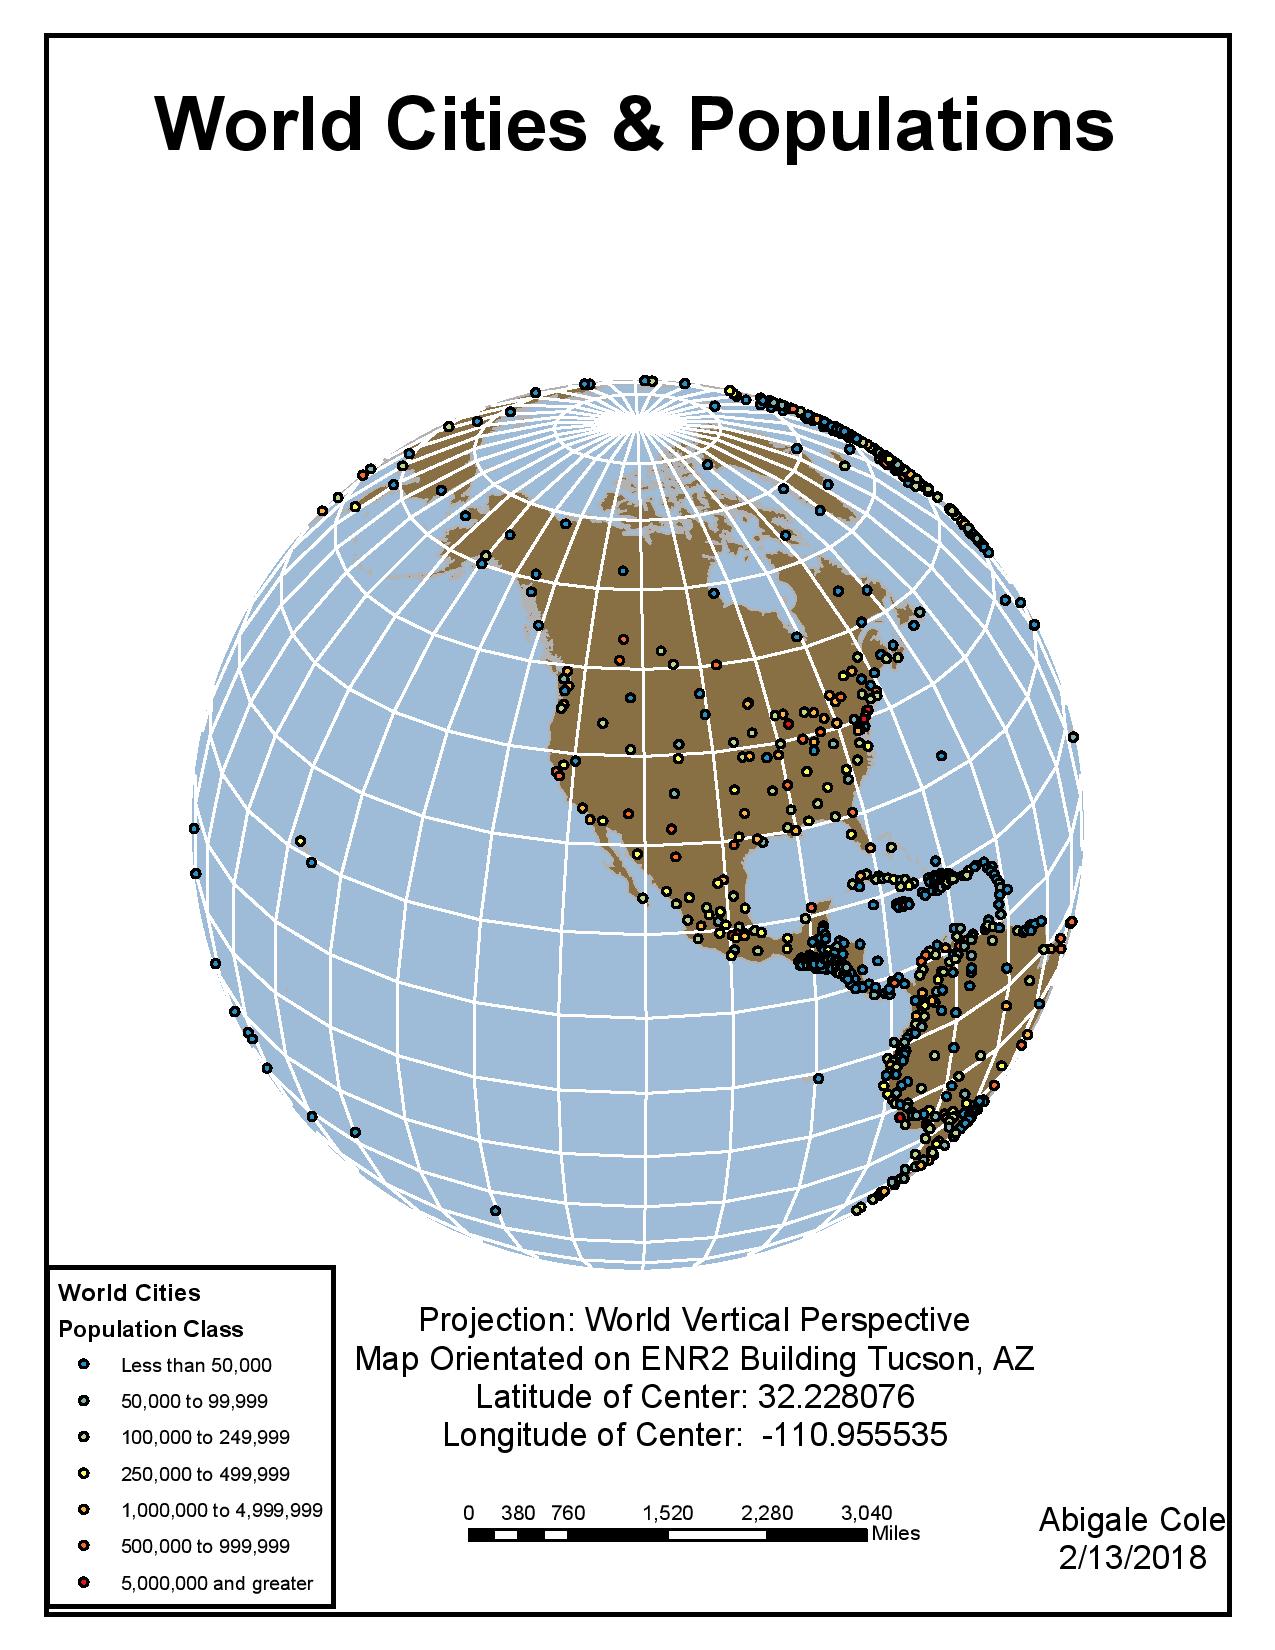 World Cities & Populations
World Cities
Population Class
Less than 50,000
50,000 to 99,999
100,000 to 249,999
250,000 to 499,999
1,000,000 to 4,999,999
500,000 to 999,999
5,000,000 and greater
Projection: World Vertical Perspective
Map Orientated on ENR2 Building Tucson, AZ
Latitude of Center: 32.228076
Longitude of Center: -110.955535
0 380 760 1,520 2,280 3,040
Miles
Abigale Cole
2/13/2018